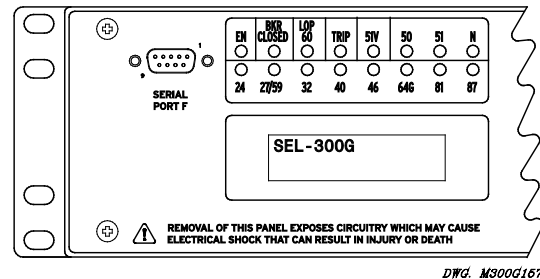 BKR LOP
EN CLOSED 60 TRIP 51V 50 51 N
24 27/59 32 40 46 64G 81 87
1
9
SERIAL
PORT F
SEL-300G
REMOVAL OF THIS PANEL EXPOSES CIRCUITRY WHICH MAY CAUSE
ELECTRICAL SHOCK THAT CAN RESULT IN INJURY OR DEATH
DWG. M300G167